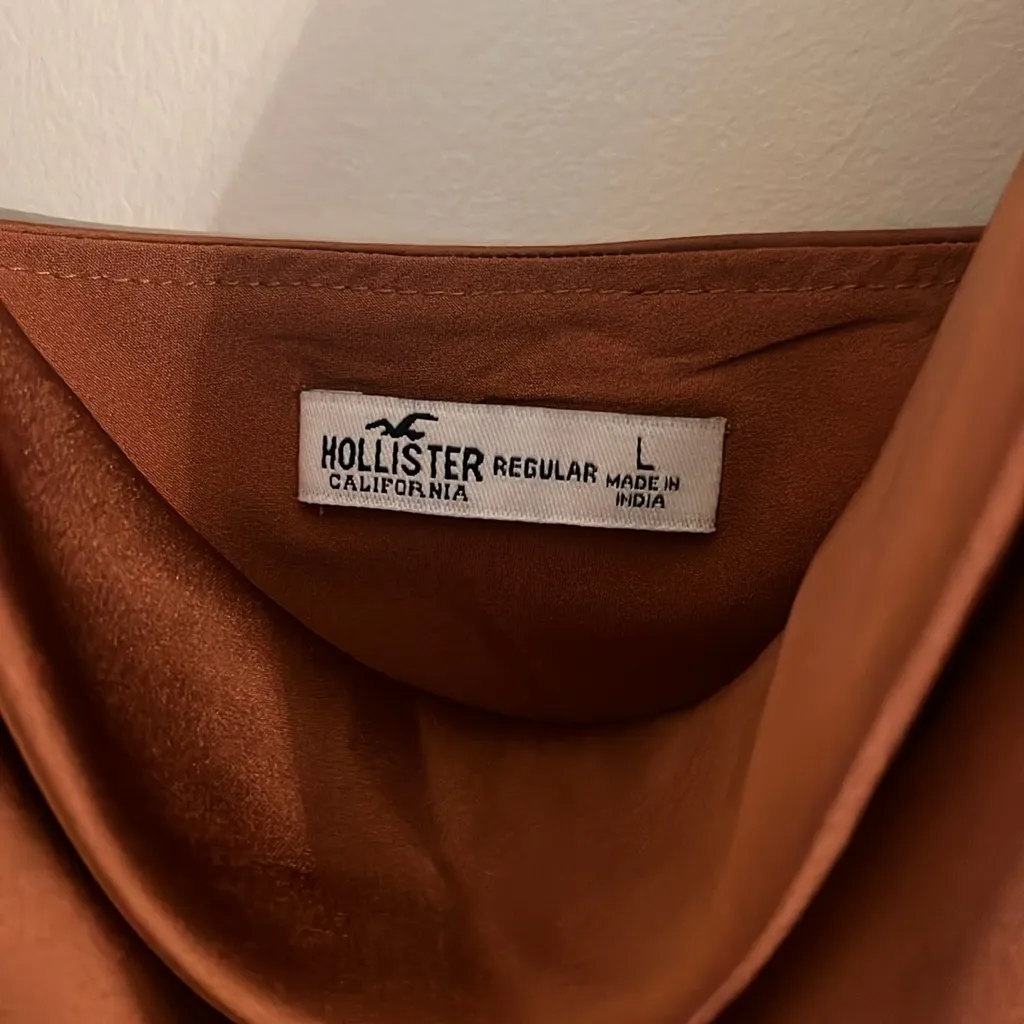 HOLLISTER
CALIFORNIA
REGULAR
L
MADE IN
INDIA